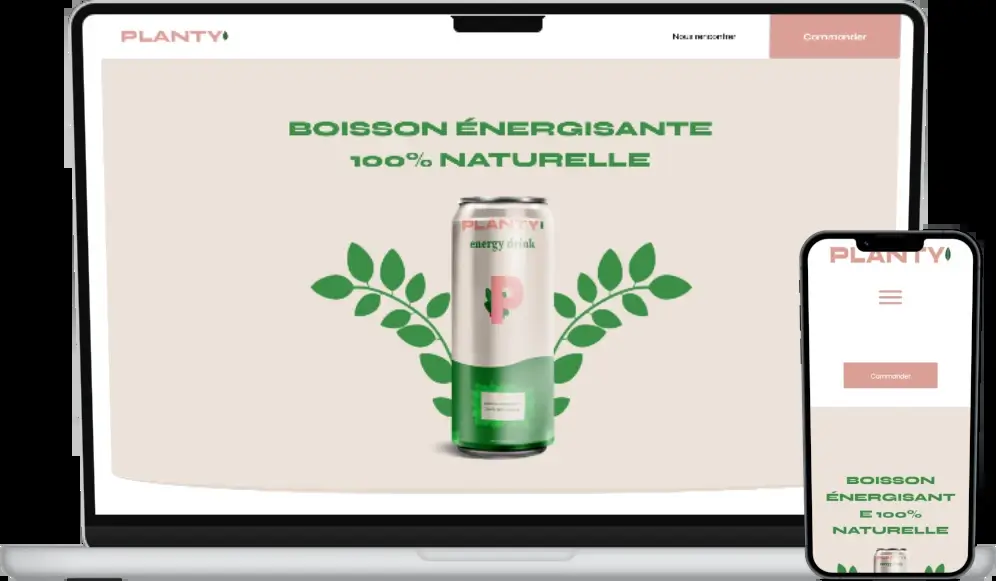 PLANTY
Nous rencontrer
Commander
BOISSON ÉNERGISANTE
100% NATURELLE
PLANTY
energy drink
P
PLANTY
Commander
BOISSON
ÉNERGISANT
E 100%
NATURELLE